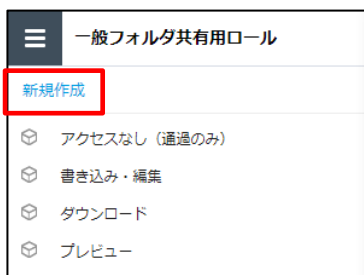 一般フォルダ共有用ロール
新規作成
アクセスなし（通過のみ）
書き込み・編集
ダウンロード
プレビュー